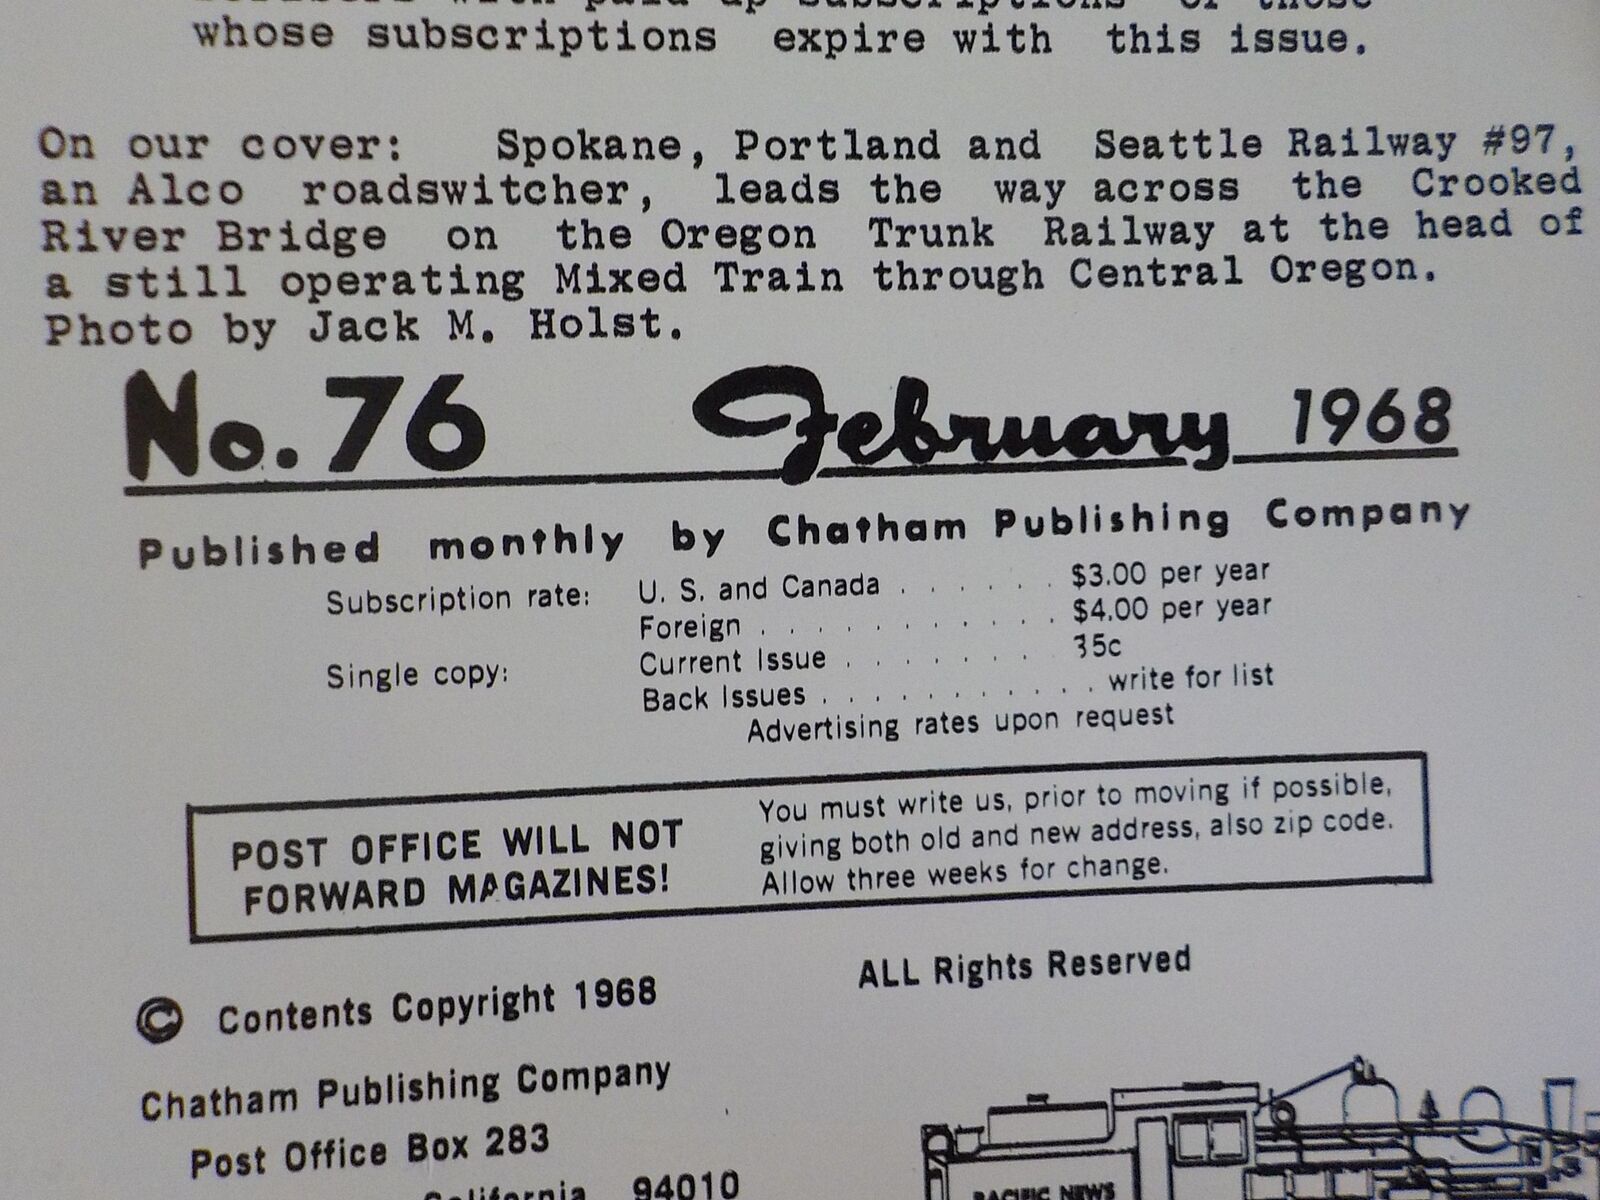 whose subscriptions expire with this issue.
On our cover: Spokane, Portland and Seattle Railway #97,
an Alco roadswitcher, leads the way across the Crooked
River Bridge on the Oregon Trunk Railway at the head of
a still operating Mixed Train through Central Oregon.
Photo by Jack M. Holst.
No. 76 February 1968
Published monthly by Chatham Publishing Company
Subscription rate: U. S. and Canada . . . . . . $3.00 per year
Foreign . . . . . . . . . . . $4.00 per year
Single copy: Current Issue . . . . . . . 35c
Back Issues . . . . . . . . . . . write for list
Advertising rates upon request
POST OFFICE WILL NOT
FORWARD MAGAZINES!
You must write us, prior to moving if possible,
giving both old and new address, also zip code.
Allow three weeks for change.
© Contents Copyright 1968 ALL Rights Reserved
Chatham Publishing Company
Post Office Box 283
California 94010
PACIFIC NEWS